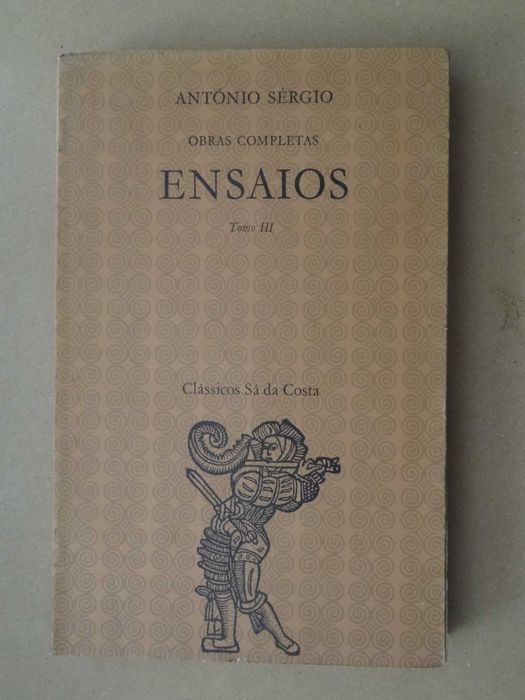 ANTÓNIO SÉRGIO
OBRAS COMPLETAS
ENSAIOS
Tomo III
Clássicos Sá da Costa